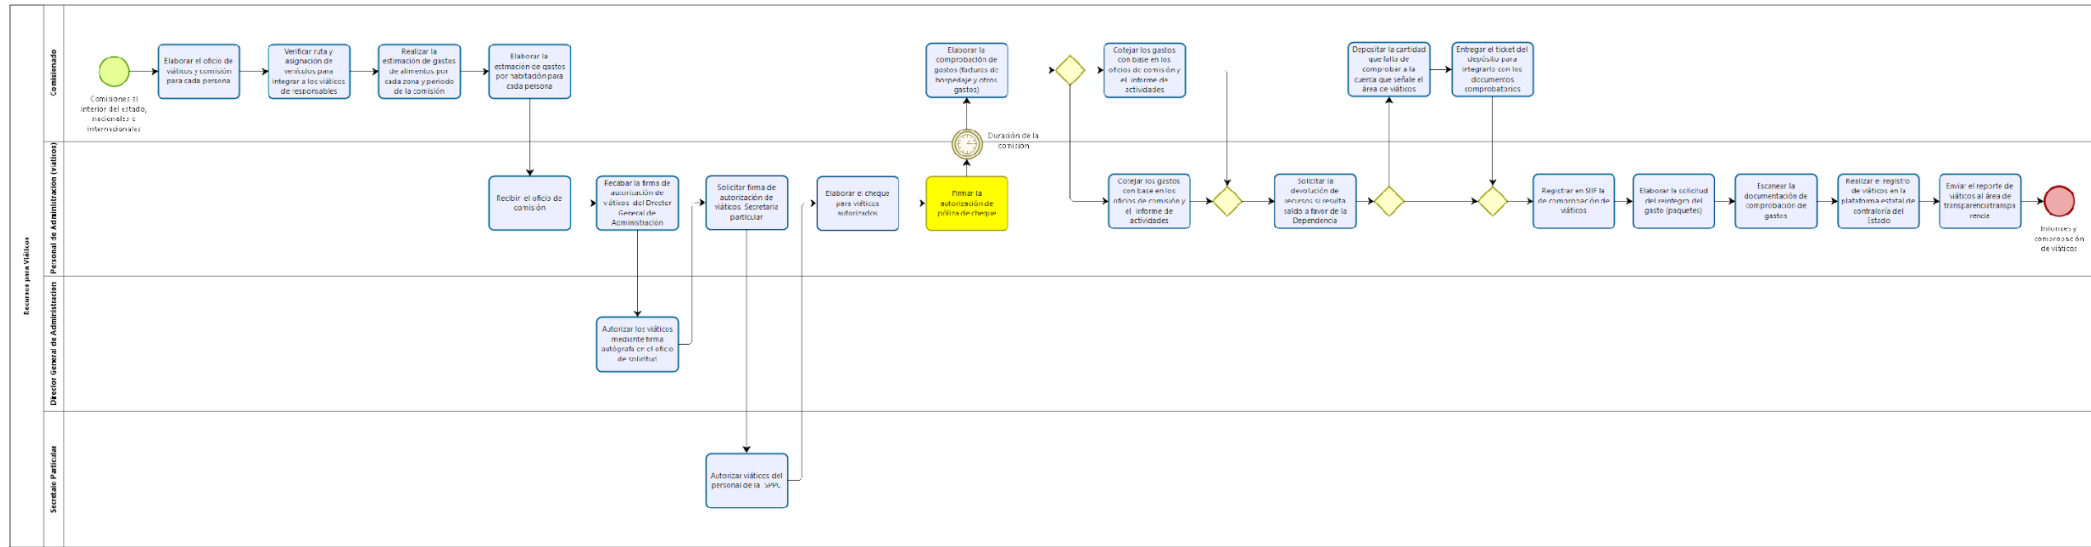 Recursos para Viáticos
Comisionado
Comisiones al
interior del estado,
nacionales e
internacionales
Elaborar el oficio de
viáticos y comisión
para cada persona
Verificar ruta y
asignación de
vehículos para
integrar a los viáticos
de responsables
Realizar la
estimación de gastos
de alimentos por
cada zona y periodo
de la comisión
Elaborar la
estimación de gastos
por habitación para
cada persona
Elaborar la
comprobación de
gastos (facturas de
hospedaje y otros
gastos)
Cotejar los gastos
con base en los
oficios de comisión y
el informe de
actividades
Depositar la cantidad
que falta de
comprobar a la
cuenta que señale el
área de viáticos
Entregar el ticket del
depósito para
integrarlo con los
documentos
comprobatorios
Duración de la
comisión
Personal de Administracion (viaticos)
Recibir el oficio de
comisión
Recabar la firma de
autorización de
viáticos del Director
General de
Administración
Solicitar firma de
autorización de
viáticos Secretaría
particular
Elaborar el cheque
para viáticos
autorizados
Firmar la
autorización de
póliza de cheque
Cotejar los gastos
con base en los
oficios de comisión y
el informe de
actividades
Solicitar la
devolución de
recursos si resulta
saldo a favor de la
Dependencia
Registrar en SIIF la
de comprobación de
viáticos
Elaborar la solicitud
del reintegro del
gasto (paquetes)
Escanear la
documentación de
comprobación de
gastos
Realizar el registro
de viáticos en la
plataforma estatal de
contraloría del
Estado
Enviar el reporte de
viáticos al área de
transparenciatranspa
rencia
Informes y
comprobación
de viáticos
Director General de Administracion
Autorizar los viáticos
mediante firma
autógrafa en el oficio
de solicitud
Secretaio Particular
Autorizar viáticos del
personal de la SPPC